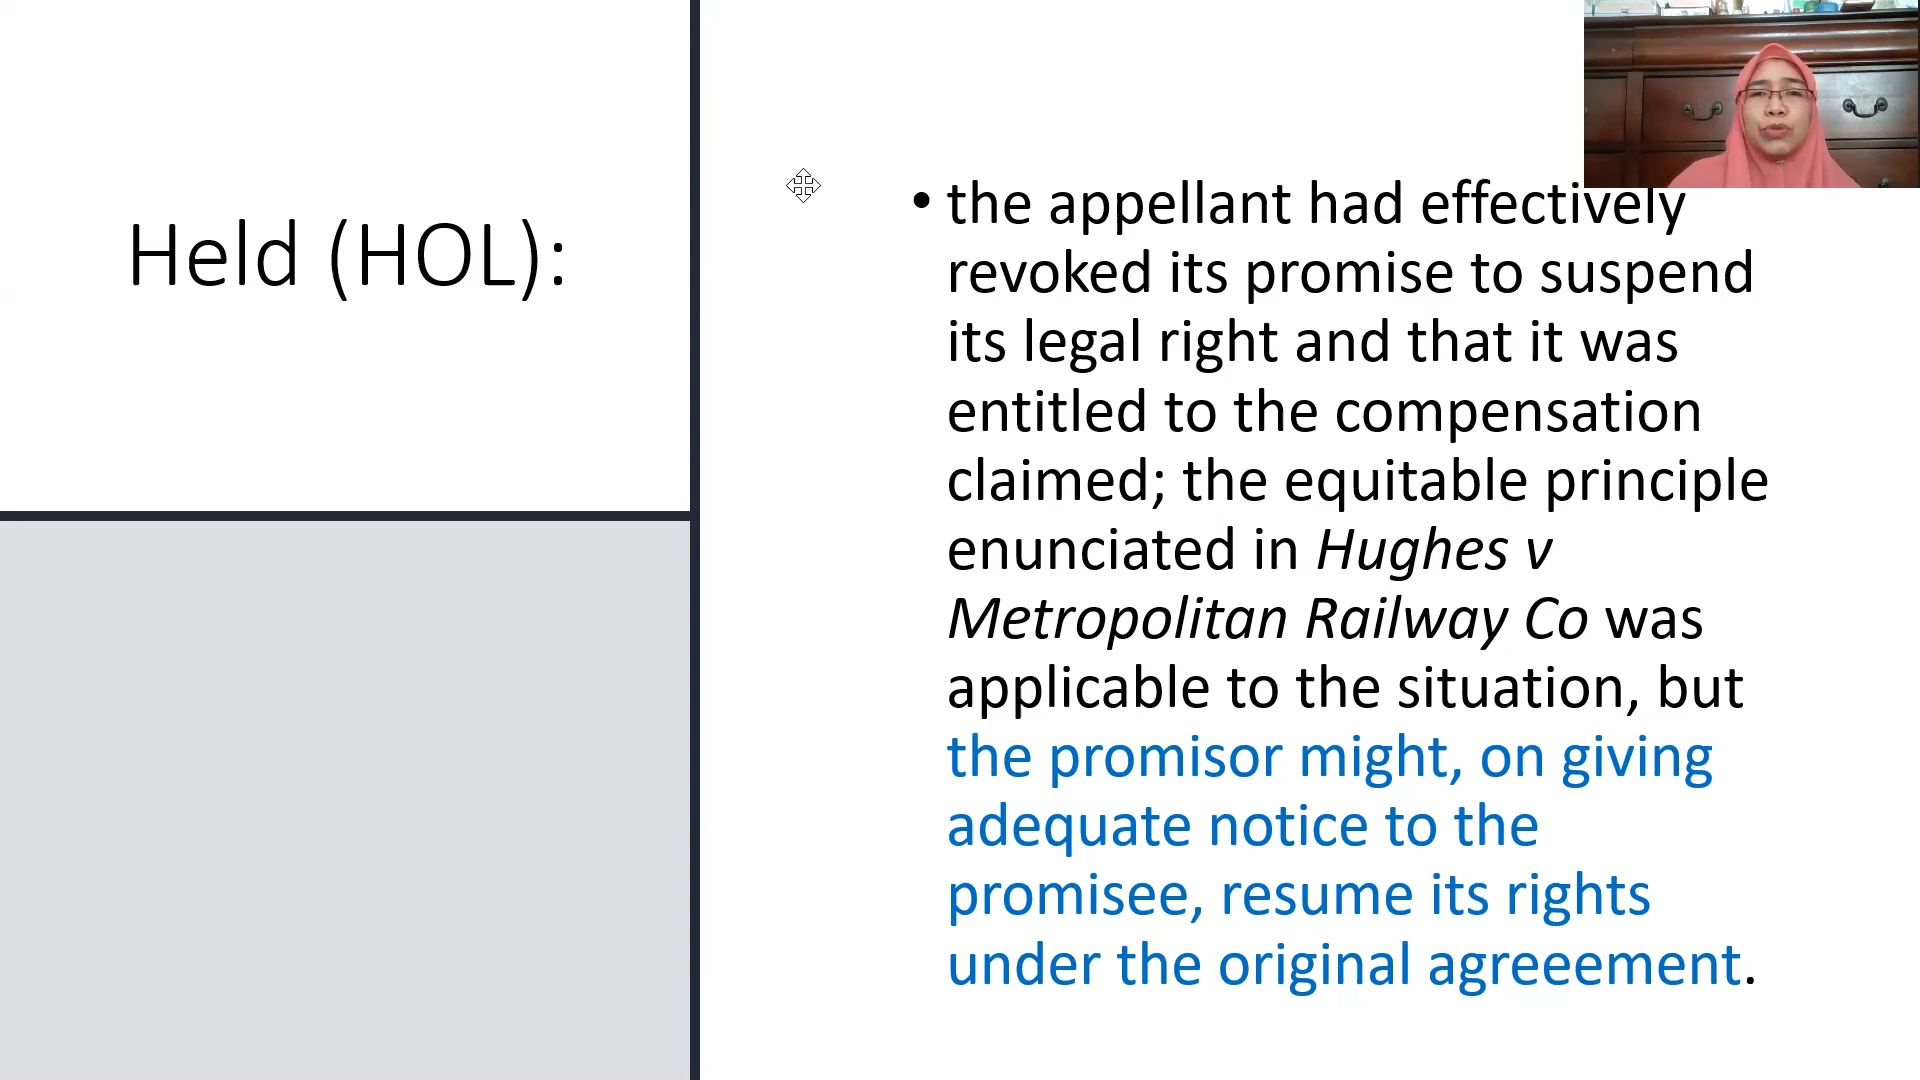 Held (HOL):
• the appellant had effectively
revoked its promise to suspend
its legal right and that it was
entitled to the compensation
claimed; the equitable principle
enunciated in Hughes v
Metropolitan Railway Co was
applicable to the situation, but
the promisor might, on giving
adequate notice to the
promisee, resume its rights
under the original agreeement.